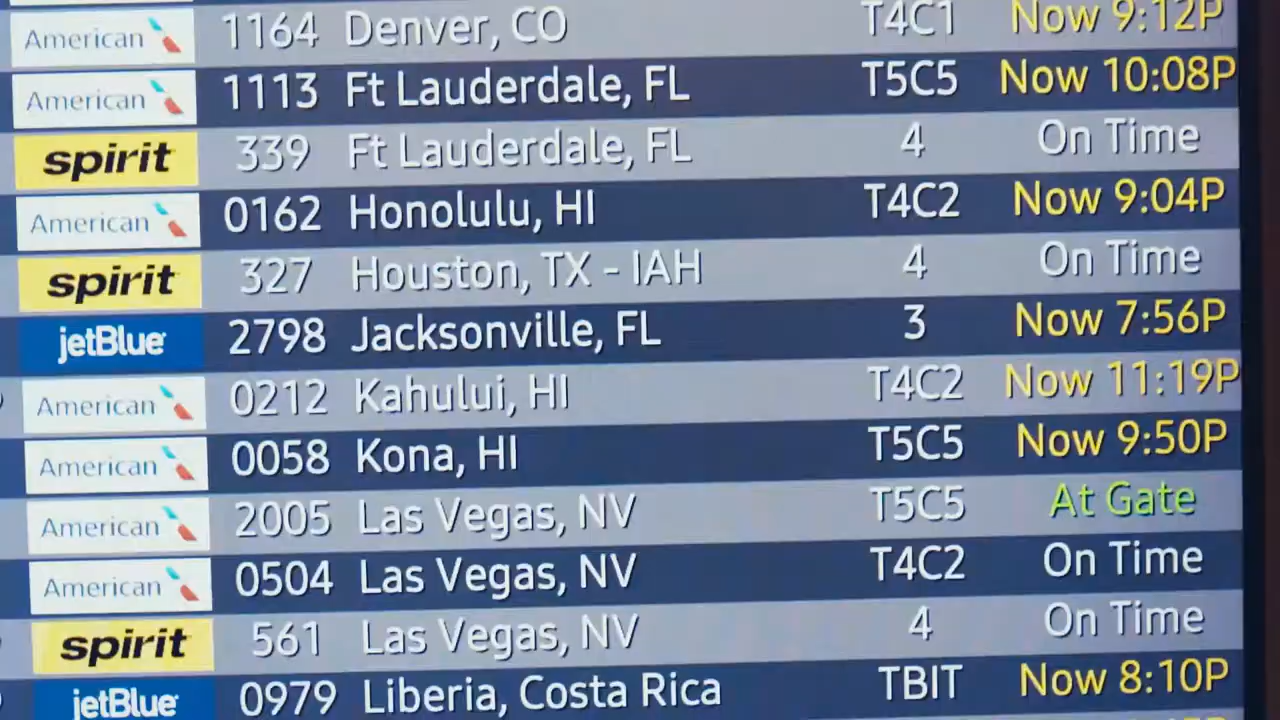 American 1164 Denver, CO T4C1 Now 9:12P
American 1113 Ft Lauderdale, FL T5C5 Now 10:08P
spirit 339 Ft Lauderdale, FL 4 On Time
American 0162 Honolulu, HI T4C2 Now 9:04P
spirit 327 Houston, TX - IAH 4 On Time
jetBlue 2798 Jacksonville, FL 3 Now 7:56P
American 0212 Kahului, HI T4C2 Now 11:19P
American 0058 Kona, HI T5C5 Now 9:50P
American 2005 Las Vegas, NV T5C5 At Gate
American 0504 Las Vegas, NV T4C2 On Time
spirit 561 Las Vegas, NV 4 On Time
jetBlue 0979 Liberia, Costa Rica TBIT Now 8:10P